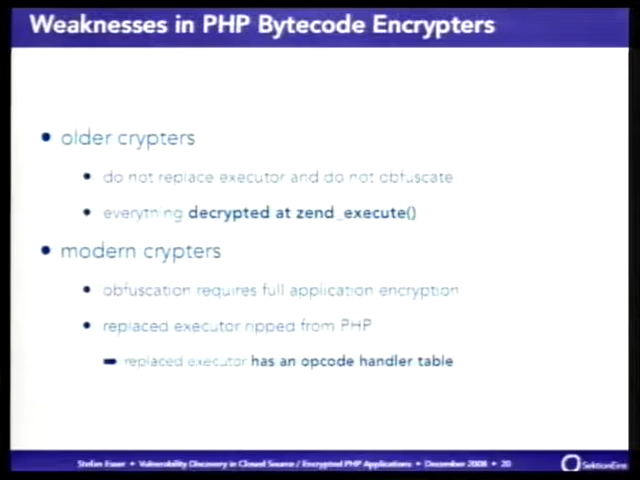 Weaknesses in PHP Bytecode Encrypters
older crypters
do not replace executor and do not obfuscate
everything decrypted at zend_execute()
modern crypters
obfuscation requires full application encryption
replaced executor ripped from PHP
replaced executor has an opcode handler table
Stefan Esser • Vulnerability Discovery in Closed Source / Encrypted PHP Applications • December 2008 • 20
SektionEins